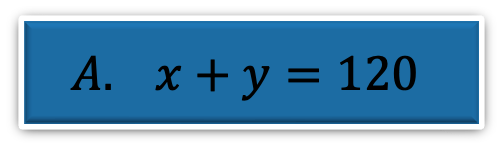 A. x + y = 120